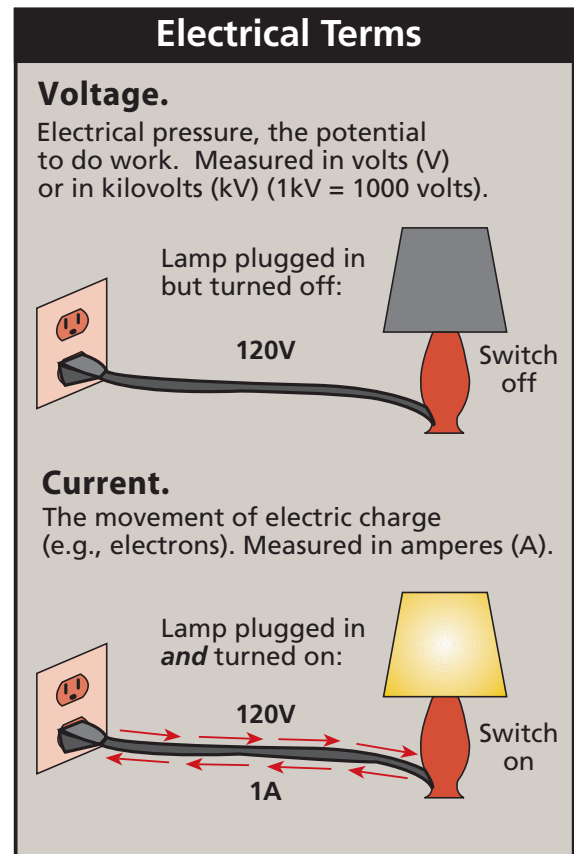 Electrical Terms
Voltage.
Electrical pressure, the potential
to do work. Measured in volts (V)
or in kilovolts (kV) (1kV = 1000 volts).
Lamp plugged in
but turned off:
120V
Switch
off
Current.
The movement of electric charge
(e.g., electrons). Measured in amperes (A).
Lamp plugged in
and turned on:
120V
Switch
on
1A